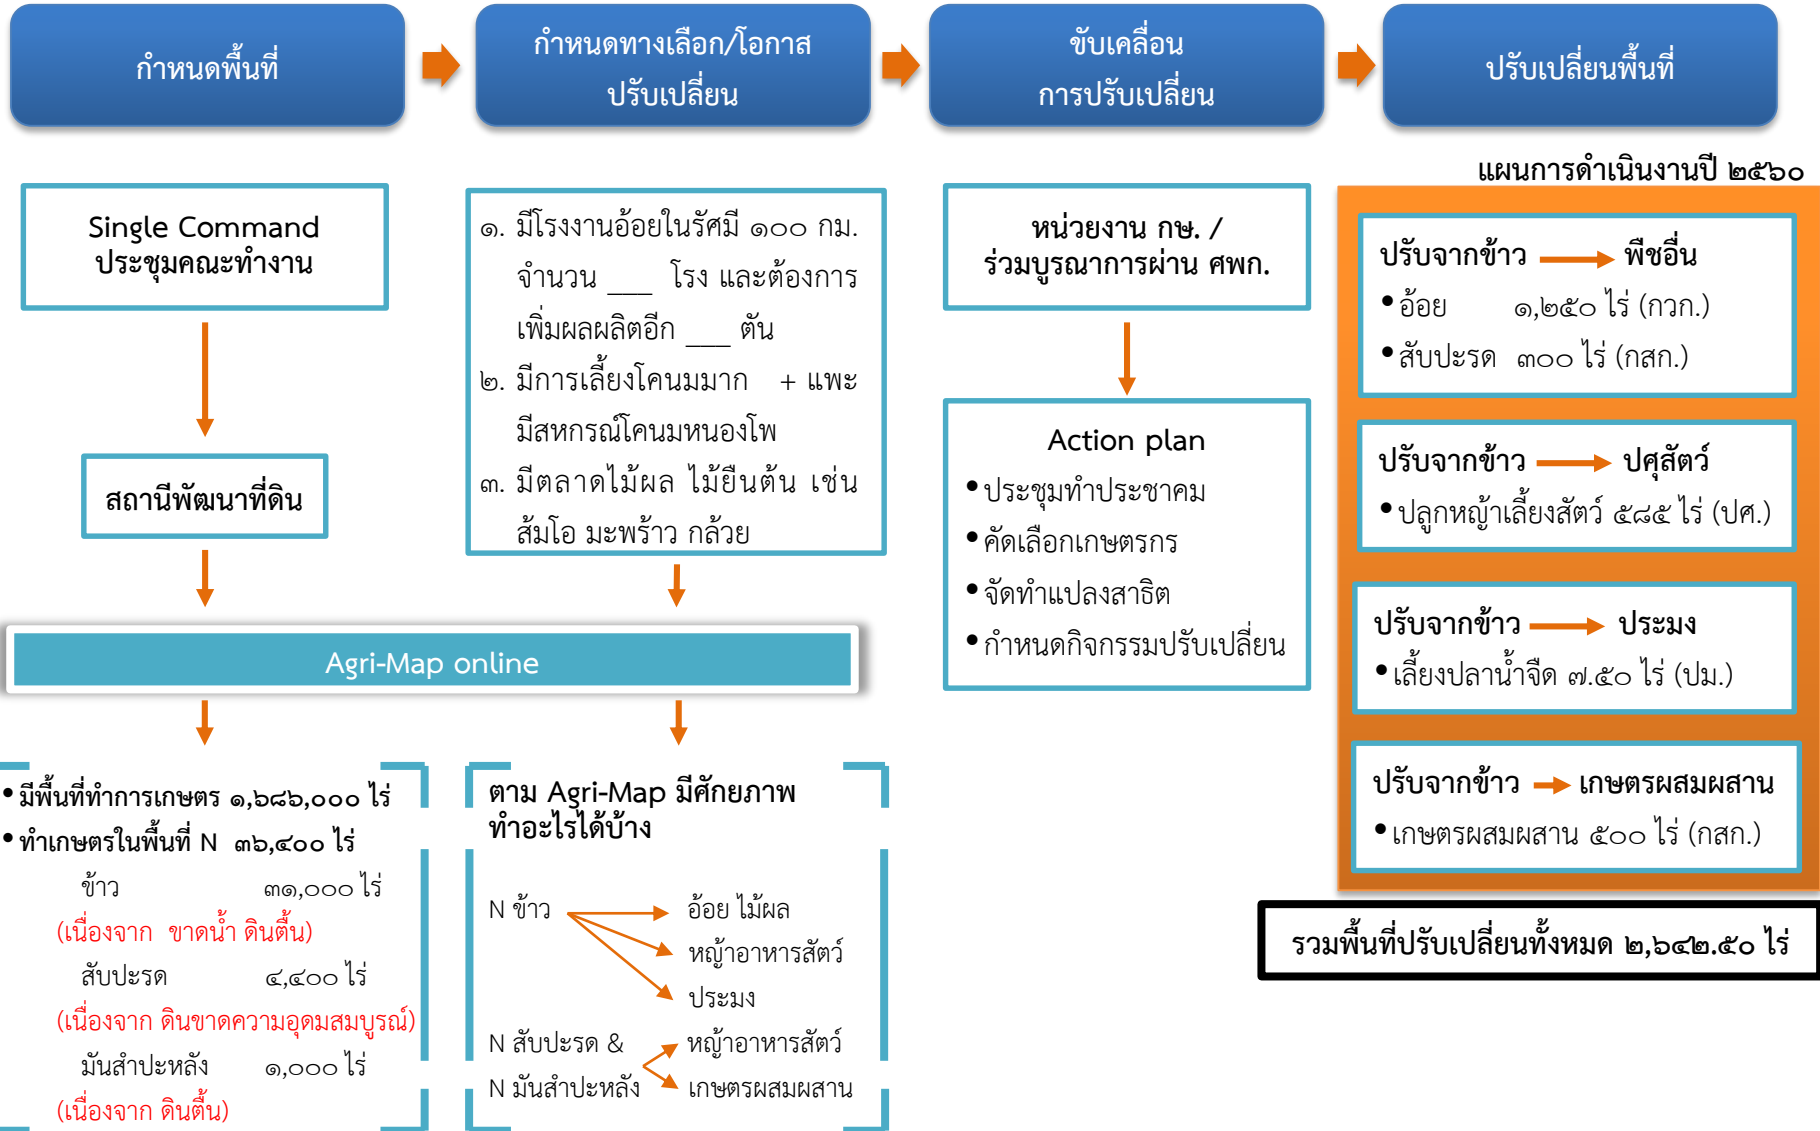 กำหนดพื้นที่
กำหนดทางเลือก/โอกาส
ปรับเปลี่ยน
ขับเคลื่อน
การปรับเปลี่ยน
ปรับเปลี่ยนพื้นที่
Single Command
ประชุมคณะทำงาน
สถานีพัฒนาที่ดิน
๑. มีโรงงานอ้อยในรัศมี ๑๐๐ กม.
จำนวน ___ โรง และต้องการ
เพิ่มผลผลิตอีก ___ ตัน
๒. มีการเลี้ยงโคนมมาก + แพะ
มีสหกรณ์โคนมหนองโพ
๓. มีตลาดไม้ผล ไม้ยืนต้น เช่น
ส้มโอ มะพร้าว กล้วย
Agri-Map online
• มีพื้นที่ทำการเกษตร ๑,๖๘๖,๐๐๐ ไร่
• ทำเกษตรในพื้นที่ N ๓๖,๔๐๐ ไร่
ข้าว ๓๑,๐๐๐ ไร่
(เนื่องจาก ขาดน้ำ ดินตื้น)
สับปะรด ๔,๔๐๐ ไร่
(เนื่องจาก ดินขาดความอุดมสมบูรณ์)
มันสำปะหลัง ๑,๐๐๐ ไร่
(เนื่องจาก ดินตื้น)
ตาม Agri-Map มีศักยภาพ
ทำอะไรได้บ้าง
N ข้าว อ้อย ไม้ผล
หญ้าอาหารสัตว์
ประมง
N สับปะรด & หญ้าอาหารสัตว์
N มันสำปะหลัง เกษตรผสมผสาน
หน่วยงาน กษ. /
ร่วมบูรณาการผ่าน ศพก.
Action plan
• ประชุมทำประชาคม
• คัดเลือกเกษตรกร
• จัดทำแปลงสาธิต
• กำหนดกิจกรรมปรับเปลี่ยน
แผนการดำเนินงานปี ๒๕๖๐
ปรับจากข้าว พืชอื่น
• อ้อย ๑,๒๕๐ ไร่ (กวก.)
• สับปะรด ๓๐๐ ไร่ (กสก.)
ปรับจากข้าว ปศุสัตว์
• ปลูกหญ้าเลี้ยงสัตว์ ๕๘๕ ไร่ (ปศ.)
ปรับจากข้าว ประมง
• เลี้ยงปลาน้ำจืด ๗.๕๐ ไร่ (ปม.)
ปรับจากข้าว เกษตรผสมผสาน
• เกษตรผสมผสาน ๕๐๐ ไร่ (กสก.)
รวมพื้นที่ปรับเปลี่ยนทั้งหมด ๒,๖๔๒.๕๐ ไร่